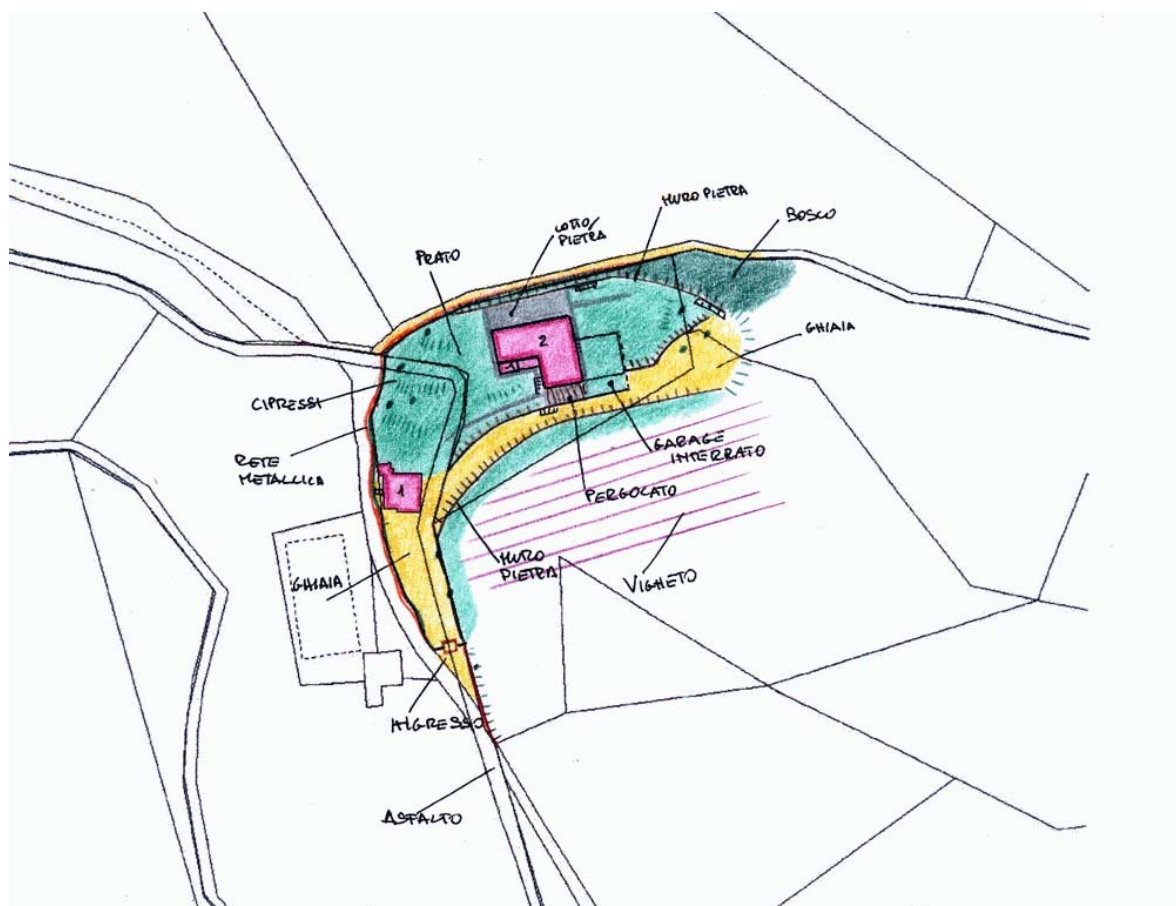 MURO PIETRA
BOSCO
COTTO/
PIETRA
PRATO
2
GHIAIA
CIPRESSI
GARAGE
INTERRATO
RETE
METALLICA
1
PERGOLATO
GHIAIA
MURO
PIETRA
VIGNETO
INGRESSO
ASFALTO